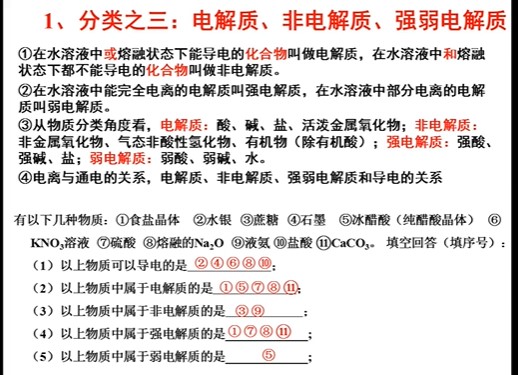 1、分类之三：电解质、非电解质、强弱电解质
①在水溶液中或熔融状态下能导电的化合物叫做电解质，在水溶液中和熔融
状态下都不能导电的化合物叫做非电解质。
②在水溶液中能完全电离的电解质叫强电解质，在水溶液中部分电离的电解
质叫弱电解质。
③从物质分类角度看，电解质：酸、碱、盐、活泼金属氧化物；非电解质：
非金属氧化物、气态非酸性氢化物、有机物（除有机酸）；强电解质：强酸、
强碱、盐；弱电解质：弱酸、弱碱、水。
④电离与通电的关系，电解质、非电解质、强弱电解质和导电的关系
有以下几种物质：①食盐晶体 ②水银 ③蔗糖 ④石墨 ⑤冰醋酸（纯醋酸晶体） ⑥
KNO₃溶液 ⑦硫酸 ⑧熔融的Na₂O ⑨液氨 ⑩盐酸 ⑪CaCO₃。 填空回答（填序号）：
（1）以上物质可以导电的是 ②④⑥⑧⑩；
（2）以上物质中属于电解质的是 ①⑤⑦⑧⑪；
（3）以上物质中属于非电解质的是 ③⑨ ；
（4）以上物质中属于强电解质的是 ①⑦⑧⑪ ；
（5）以上物质中属于弱电解质的是 ⑤ ；